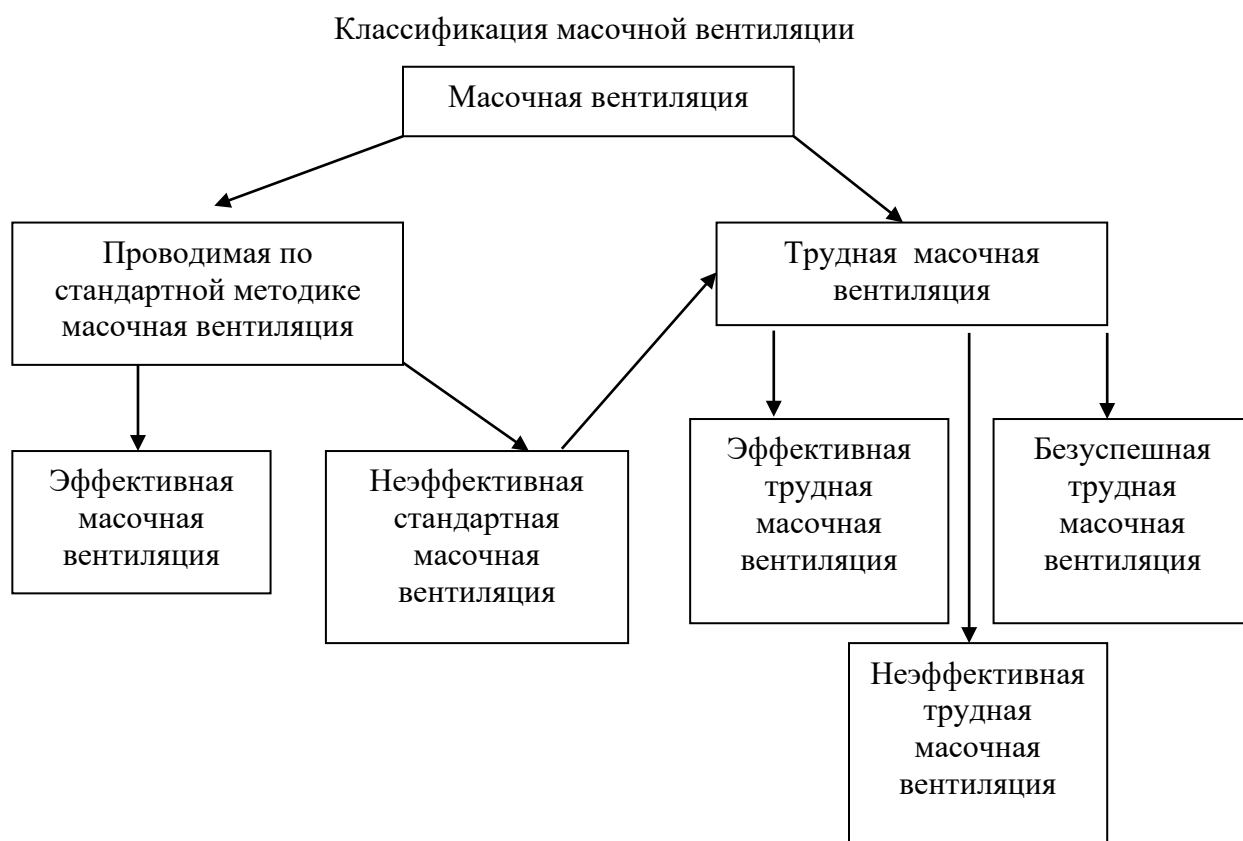 Классификация масочной вентиляции
Масочная вентиляция
Проводимая по
стандартной методике
масочная вентиляция
Трудная масочная
вентиляция
Эффективная
масочная
вентиляция
Неэффективная
стандартная
масочная
вентиляция
Эффективная
трудная
масочная
вентиляция
Безуспешная
трудная
масочная
вентиляция
Неэффективная
трудная
масочная
вентиляция